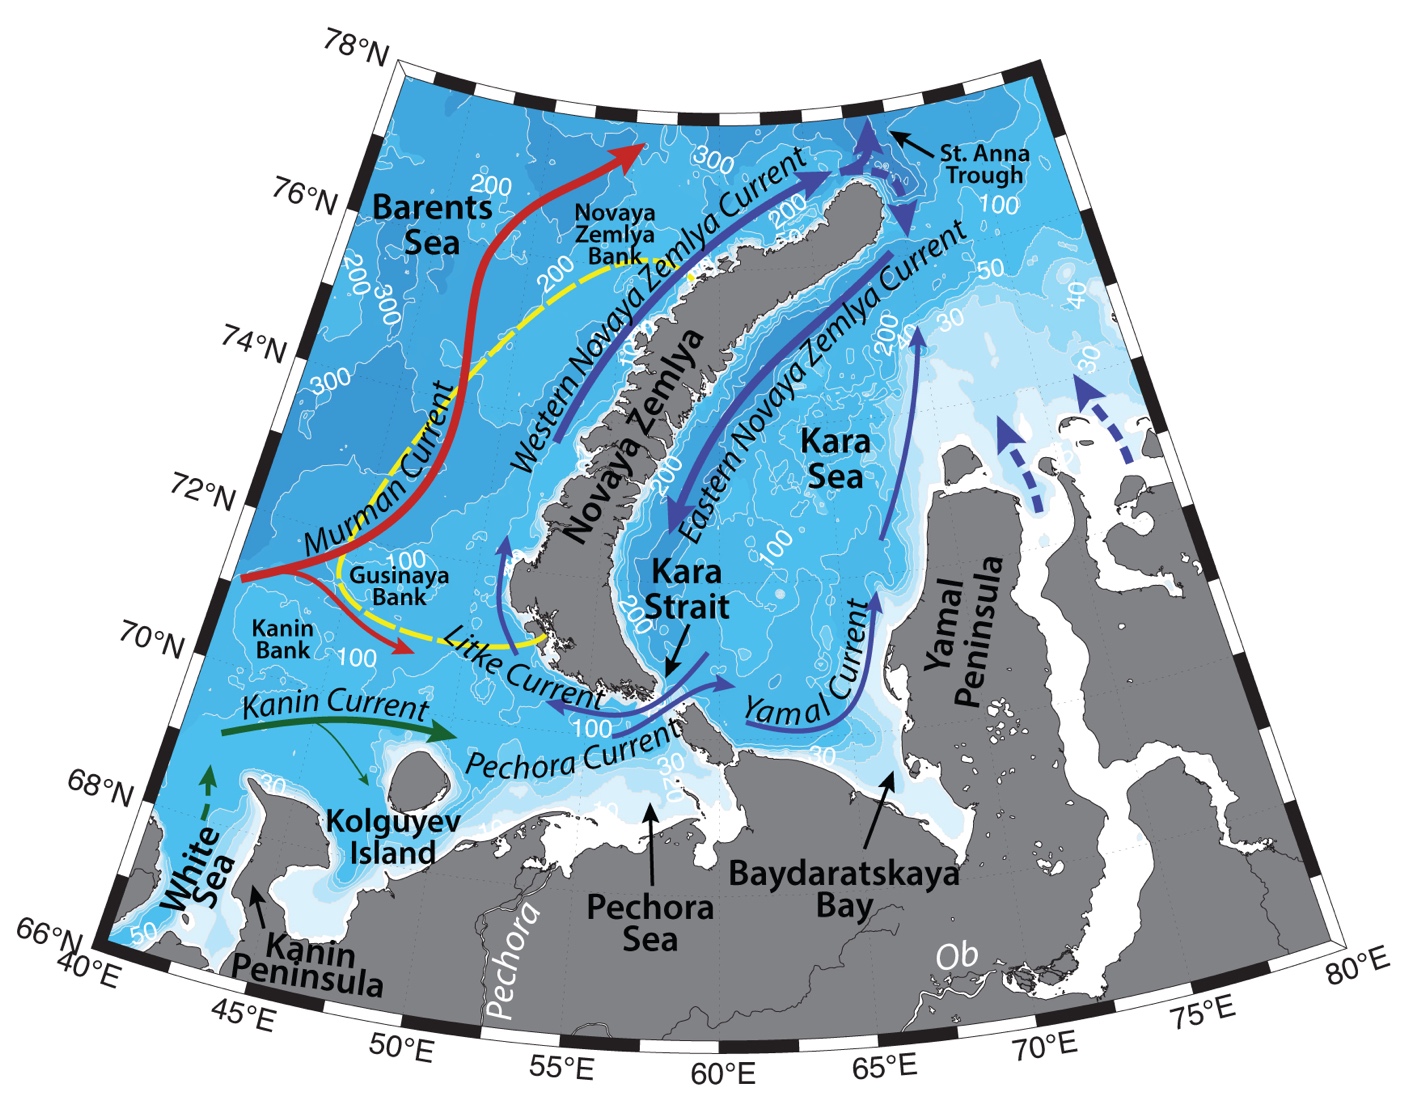 78°N
76°N
74°N
72°N
70°N
68°N
66°N
40°E
45°E
50°E
55°E
60°E
65°E
70°E
75°E
80°E
St. Anna
Trough
300
200
100
Barents
Sea
Novaya
Zemlya
Bank
200
200
50
200
300
40
30
200
40
30
300
Western Novaya Zemlya Current
Eastern Novaya Zemlya Current
Novaya Zemlya
Murman Current
Kara
Sea
200
100
100
Gusinaya
Bank
Kara
Strait
200
Kanin
Bank
100
Litke Current
Yamal Current
Yamal
Peninsula
Kanin Current
100
Pechora Current
30
30
20
30
10
10
Kolguyev
Island
White
Sea
50
Kanin
Peninsula
Pechora
Pechora
Sea
Baydaratskaya
Bay
Ob